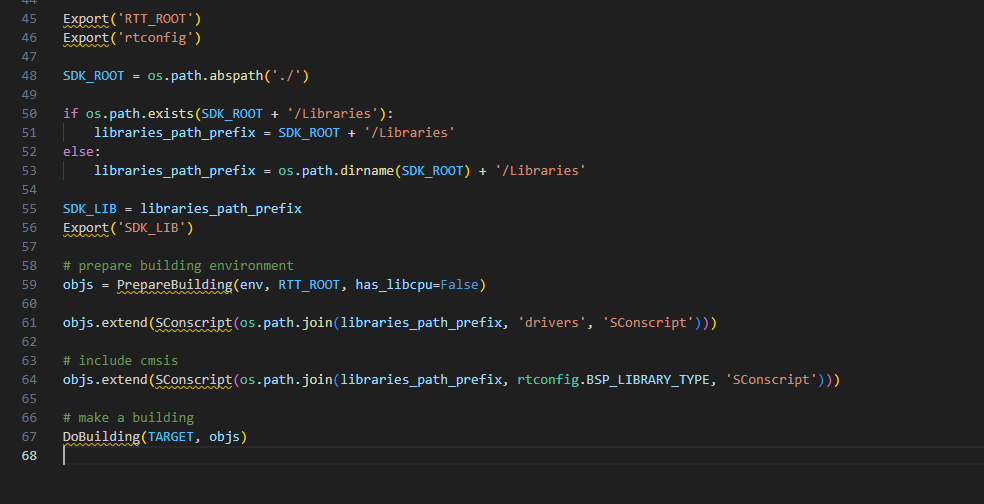 44
45 Export('RTT_ROOT')
46 Export('rtconfig')
47
48 SDK_ROOT = os.path.abspath('./')
49
50 if os.path.exists(SDK_ROOT + '/Libraries'):
51     libraries_path_prefix = SDK_ROOT + '/Libraries'
52 else:
53     libraries_path_prefix = os.path.dirname(SDK_ROOT) + '/Libraries'
54
55 SDK_LIB = libraries_path_prefix
56 Export('SDK_LIB')
57
58 # prepare building environment
59 objs = PrepareBuilding(env, RTT_ROOT, has_libcpu=False)
60
61 objs.extend(SConscript(os.path.join(libraries_path_prefix, 'drivers', 'SConscript')))
62
63 # include cmsis
64 objs.extend(SConscript(os.path.join(libraries_path_prefix, rtconfig.BSP_LIBRARY_TYPE, 'SConscript')))
65
66 # make a building
67 DoBuilding(TARGET, objs)
68